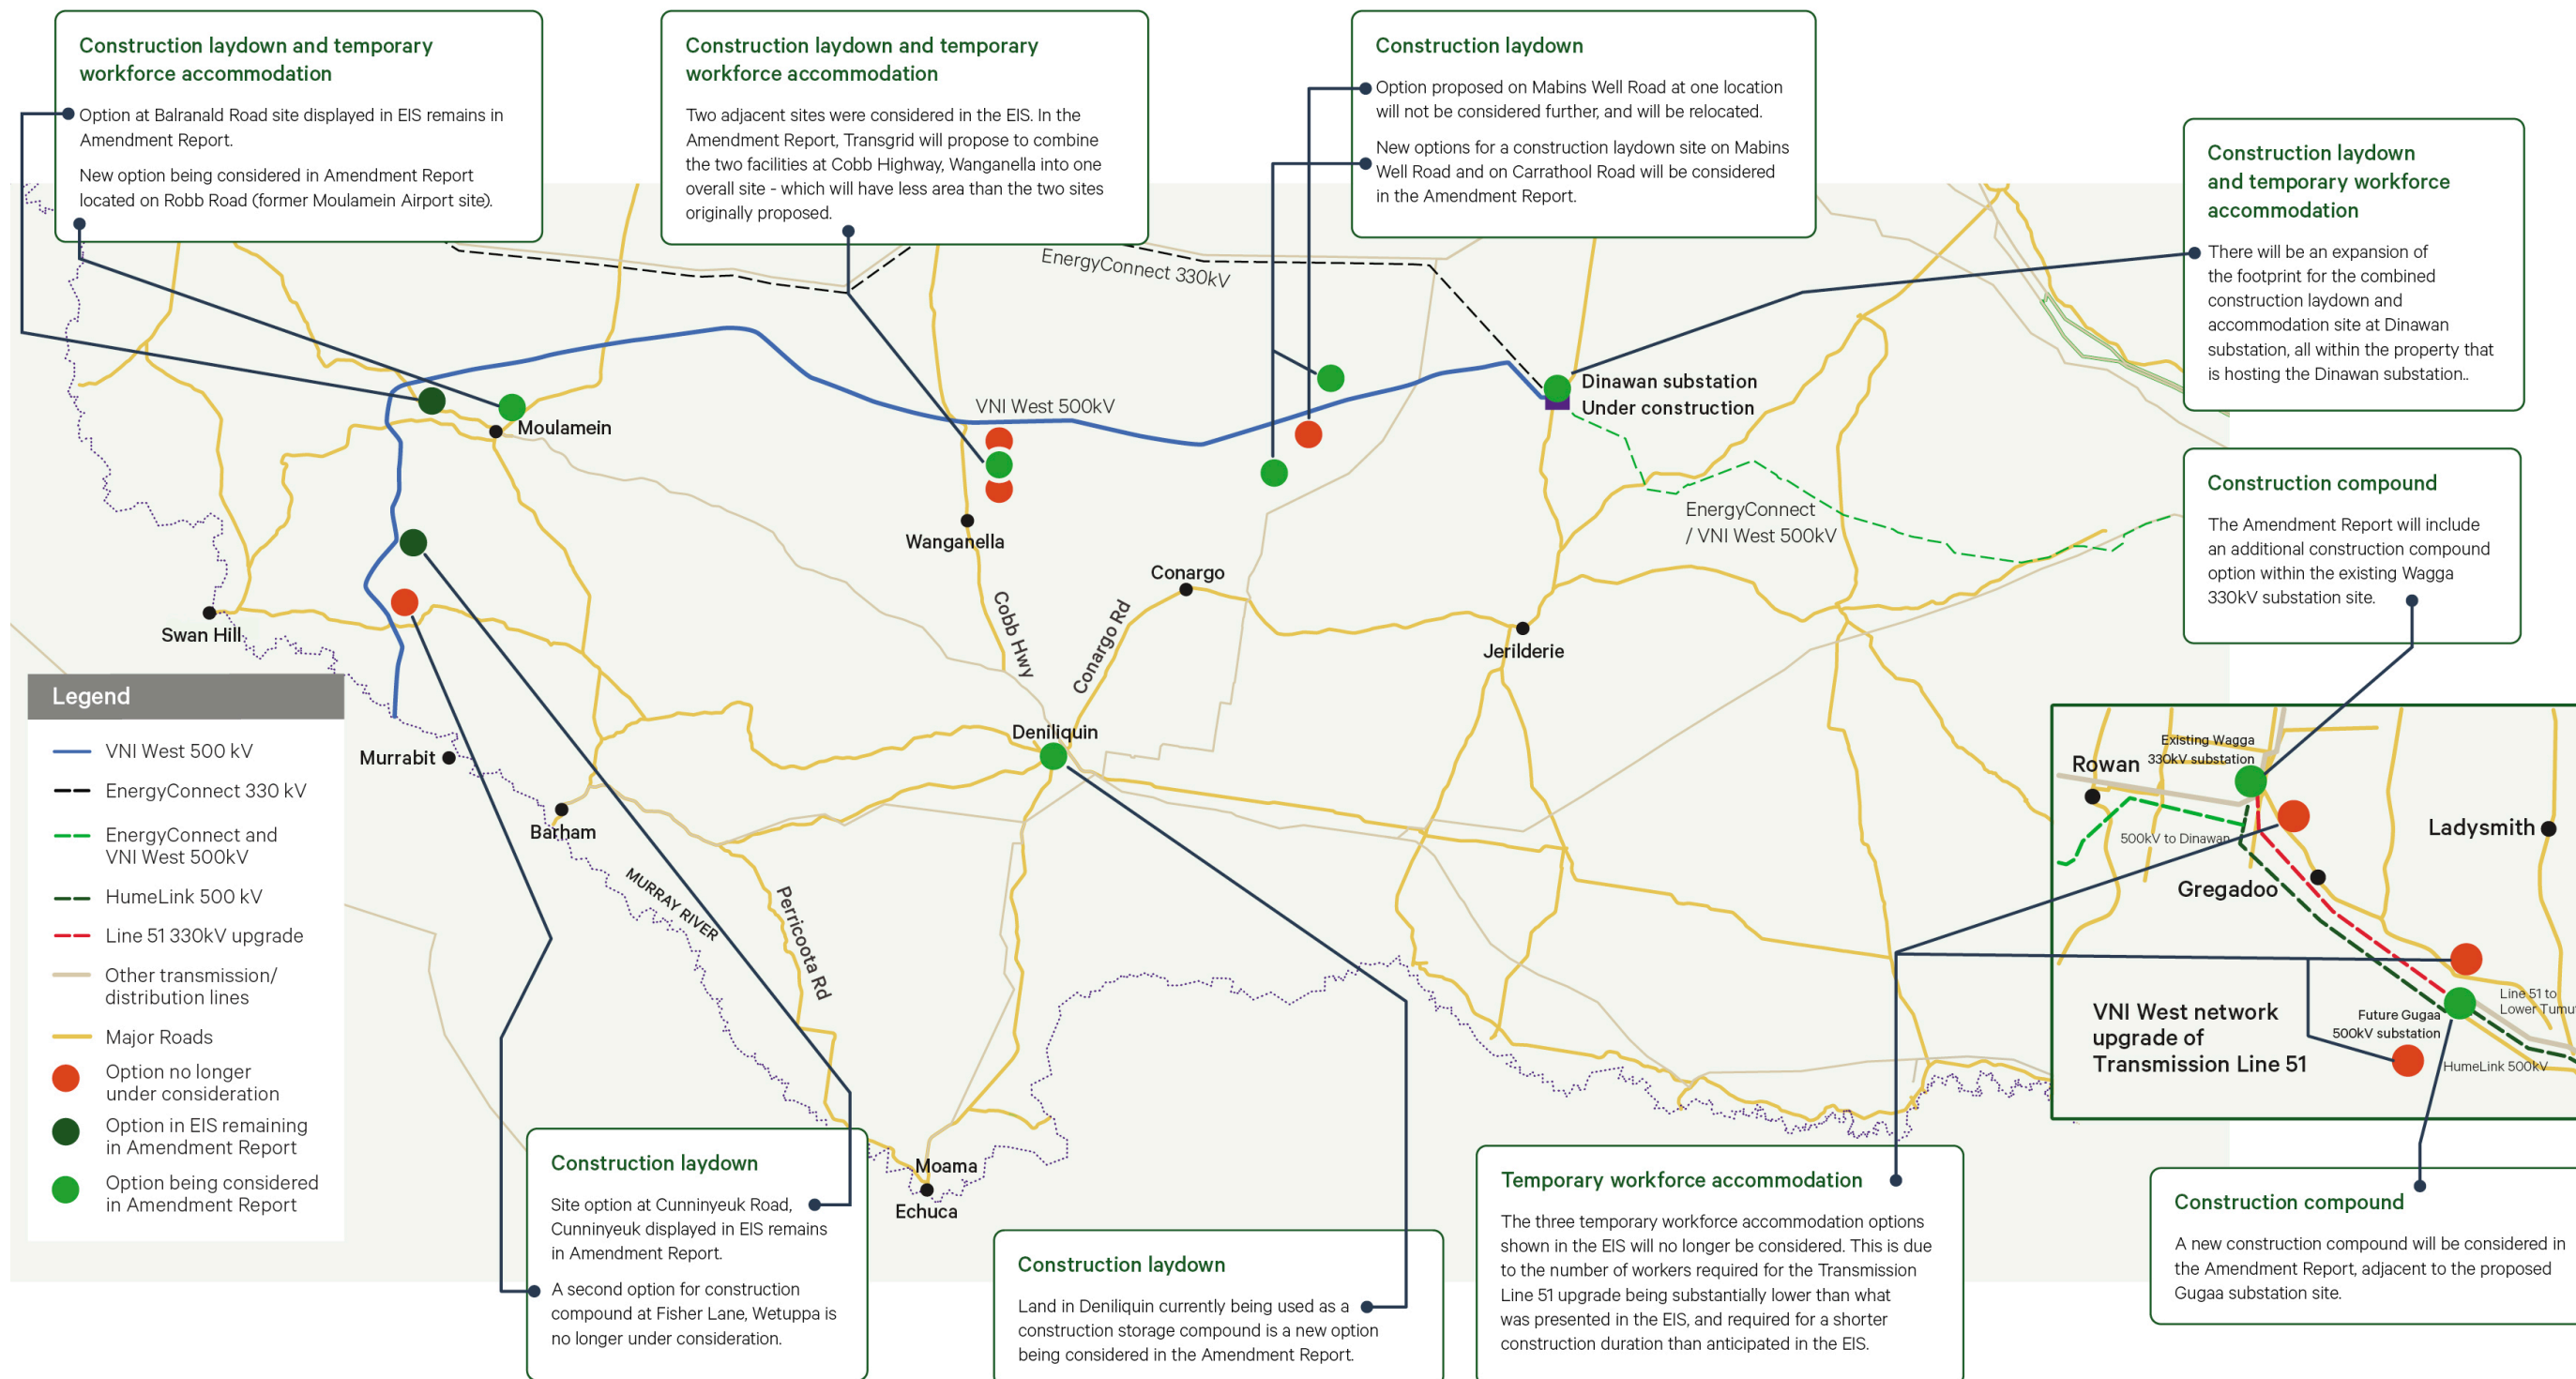 Construction laydown and temporary
workforce accommodation
Option at Balranald Road site displayed in EIS remains in
Amendment Report.
New option being considered in Amendment Report
located on Robb Road (former Moulamein Airport site).
Construction laydown and temporary
workforce accommodation
Two adjacent sites were considered in the EIS. In the
Amendment Report, Transgrid will propose to combine
the two facilities at Cobb Highway, Wanganella into one
overall site - which will have less area than the two sites
originally proposed.
Construction laydown
Option proposed on Mabins Well Road at one location
will not be considered further, and will be relocated.
New options for a construction laydown site on Mabins
Well Road and on Carrathool Road will be considered
in the Amendment Report.
Construction laydown
and temporary workforce
accommodation
There will be an expansion of
the footprint for the combined
construction laydown and
accommodation site at Dinawan
substation, all within the property that
is hosting the Dinawan substation..
EnergyConnect 330kV
VNI West 500kV
Dinawan substation
Under construction
Moulamein
EnergyConnect
/ VNI West 500kV
Wanganella
Conargo
Cobb Hwy
Conargo Rd
Swan Hill
Jerilderie
Deniliquin
Murrabit
Barham
MURRAY RIVER
Perricoota Rd
Moama
Echuca
Construction compound
The Amendment Report will include
an additional construction compound
option within the existing Wagga
330kV substation site.
Legend
VNI West 500 kV
EnergyConnect 330 kV
EnergyConnect and
VNI West 500kV
HumeLink 500 kV
Line 51 330kV upgrade
Other transmission/
distribution lines
Major Roads
Option no longer
under consideration
Option in EIS remaining
in Amendment Report
Option being considered
in Amendment Report
Existing Wagga
330kV substation
Rowan
500kV to Dinawan
Ladysmith
Gregadoo
Line 51 to
Lower Tumu
VNI West network
upgrade of
Transmission Line 51
Future Gugaa
500kV substation
HumeLink 500kV
Construction laydown
Site option at Cunninyeuk Road,
Cunninyeuk displayed in EIS remains
in Amendment Report.
A second option for construction
compound at Fisher Lane, Wetuppa is
no longer under consideration.
Construction laydown
Land in Deniliquin currently being used as a
construction storage compound is a new option
being considered in the Amendment Report.
Temporary workforce accommodation
The three temporary workforce accommodation options
shown in the EIS will no longer be considered. This is due
to the number of workers required for the Transmission
Line 51 upgrade being substantially lower than what
was presented in the EIS, and required for a shorter
construction duration than anticipated in the EIS.
Construction compound
A new construction compound will be considered in
the Amendment Report, adjacent to the proposed
Gugaa substation site.